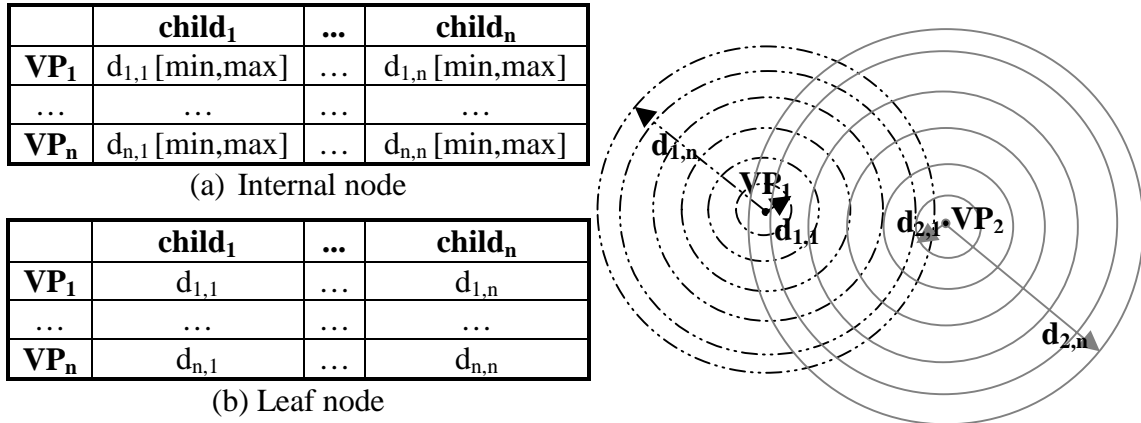 child₁ ... childₙ
VP₁ d₁,₁ [min,max] … d₁,ₙ [min,max]
… … … …
VPₙ dₙ,₁ [min,max] … dₙ,ₙ [min,max]
(a) Internal node
child₁ ... childₙ
VP₁ d₁,₁ … d₁,ₙ
… … … …
VPₙ dₙ,₁ … dₙ,ₙ
(b) Leaf node
d₁,ₙ
VP₁
d₁,₁
d₂,₁
VP₂
d₂,ₙ